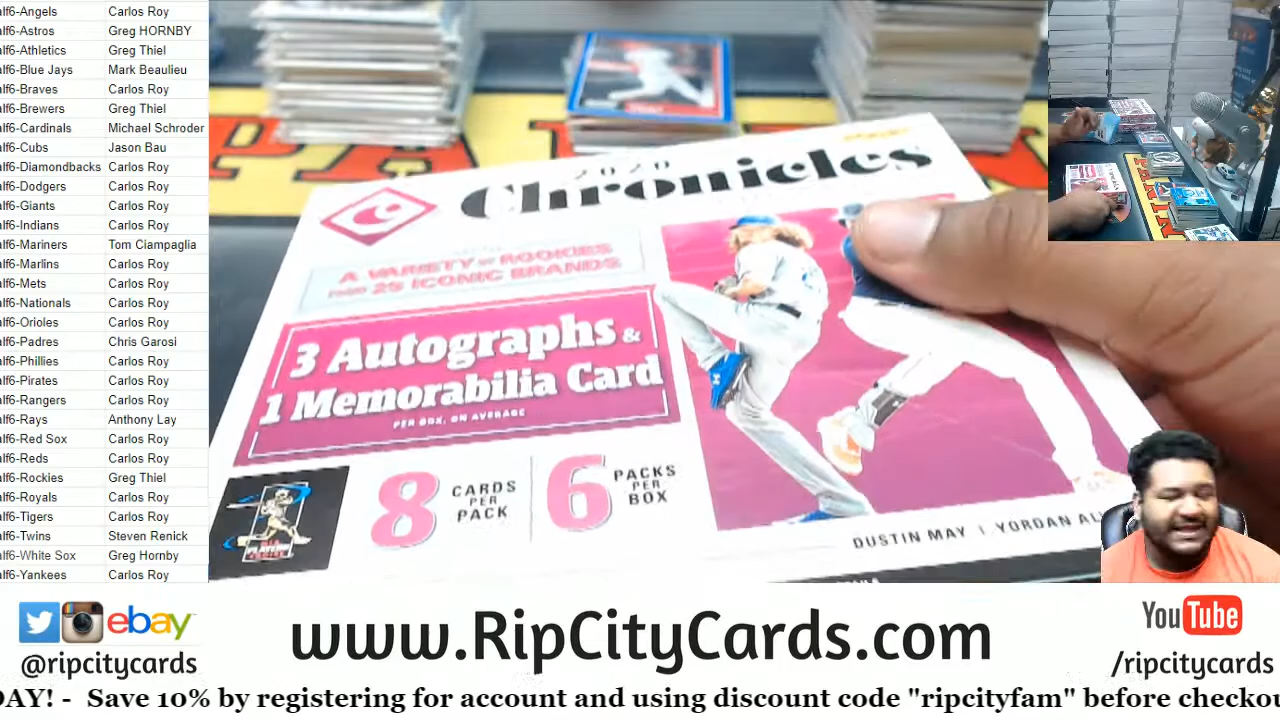 alf6-Angels Carlos Roy
alf6-Astros Greg HORNBY
alf6-Athletics Greg Thiel
alf6-Blue Jays Mark Beaulieu
alf6-Braves Carlos Roy
alf6-Brewers Greg Thiel
alf6-Cardinals Michael Schroder
alf6-Cubs Jason Bau
alf6-Diamondbacks Carlos Roy
alf6-Dodgers Carlos Roy
alf6-Giants Carlos Roy
alf6-Indians Carlos Roy
alf6-Mariners Tom Ciampaglia
alf6-Marlins Carlos Roy
alf6-Mets Carlos Roy
alf6-Nationals Carlos Roy
alf6-Orioles Carlos Roy
alf6-Padres Chris Garosi
alf6-Phillies Carlos Roy
alf6-Pirates Carlos Roy
alf6-Rangers Carlos Roy
alf6-Rays Anthony Lay
alf6-Red Sox Carlos Roy
alf6-Reds Carlos Roy
alf6-Rockies Greg Thiel
alf6-Royals Carlos Roy
alf6-Tigers Carlos Roy
alf6-Twins Steven Renick
alf6-White Sox Greg Hornby
alf6-Yankees Carlos Roy
2020
Chronicles
A VARIETY OF ROOKIES
FROM 25 ICONIC BRANDS
3 Autographs &
1 Memorabilia Card
PER BOX, ON AVERAGE
8 CARDS PER PACK
6 PACKS PER BOX
DUSTIN MAY | YORDAN AL
ebay
@ripcitycards
www.RipCityCards.com
YouTube
/ripcitycards
DAY! - Save 10% by registering for account and using discount code "ripcityfam" before checkou